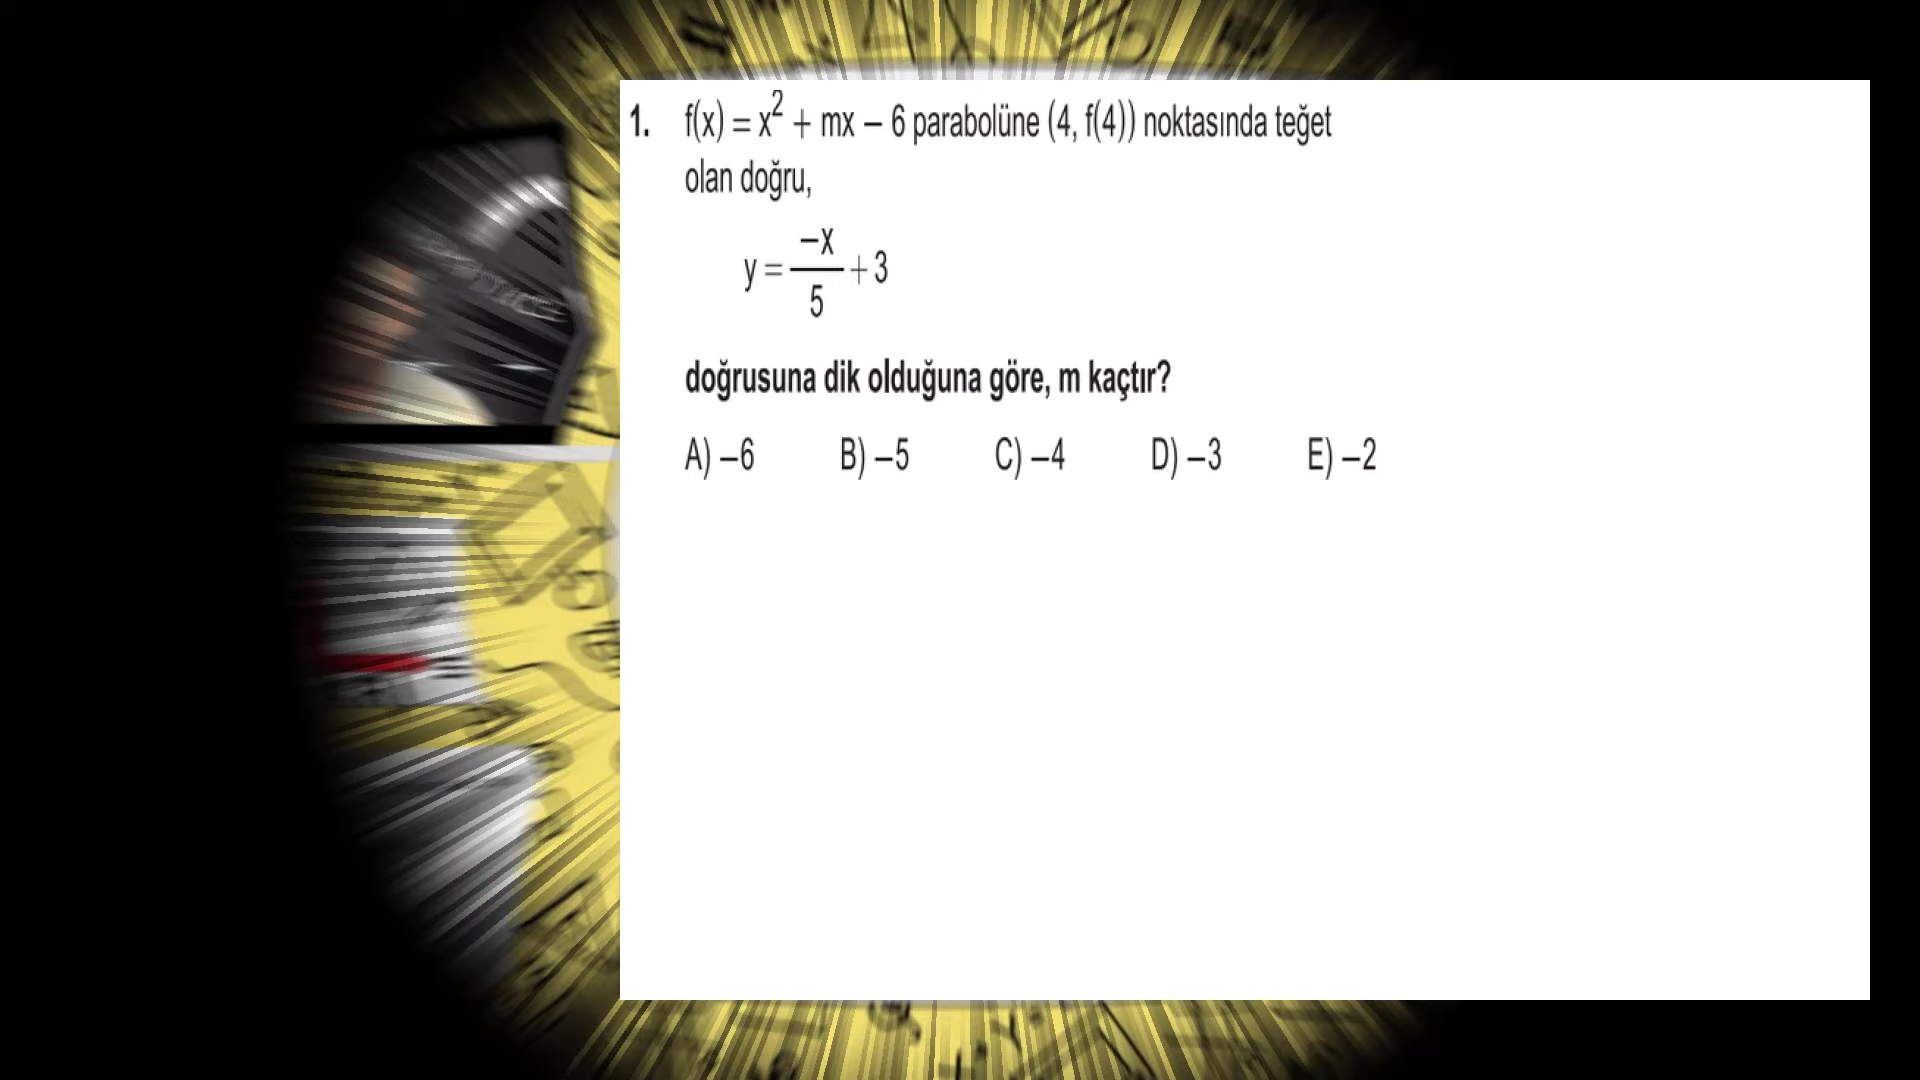 1. f(x) = x² + mx – 6 parabolüne (4, f(4)) noktasında teğet
olan doğru,
y = –x/5 + 3
doğrusuna dik olduğuna göre, m kaçtır?
A) –6 B) –5 C) –4 D) –3 E) –2